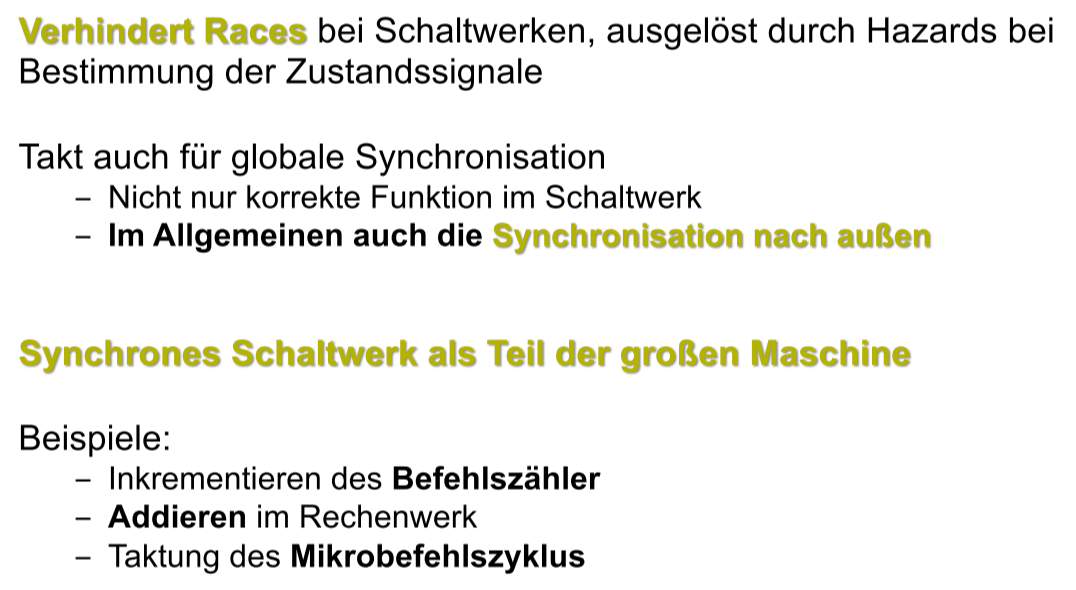 Verhindert Races bei Schaltwerken, ausgelöst durch Hazards bei
Bestimmung der Zustandssignale
Takt auch für globale Synchronisation
– Nicht nur korrekte Funktion im Schaltwerk
– Im Allgemeinen auch die Synchronisation nach außen
Synchrones Schaltwerk als Teil der großen Maschine
Beispiele:
– Inkrementieren des Befehlszähler
– Addieren im Rechenwerk
– Taktung des Mikrobefehlszyklus